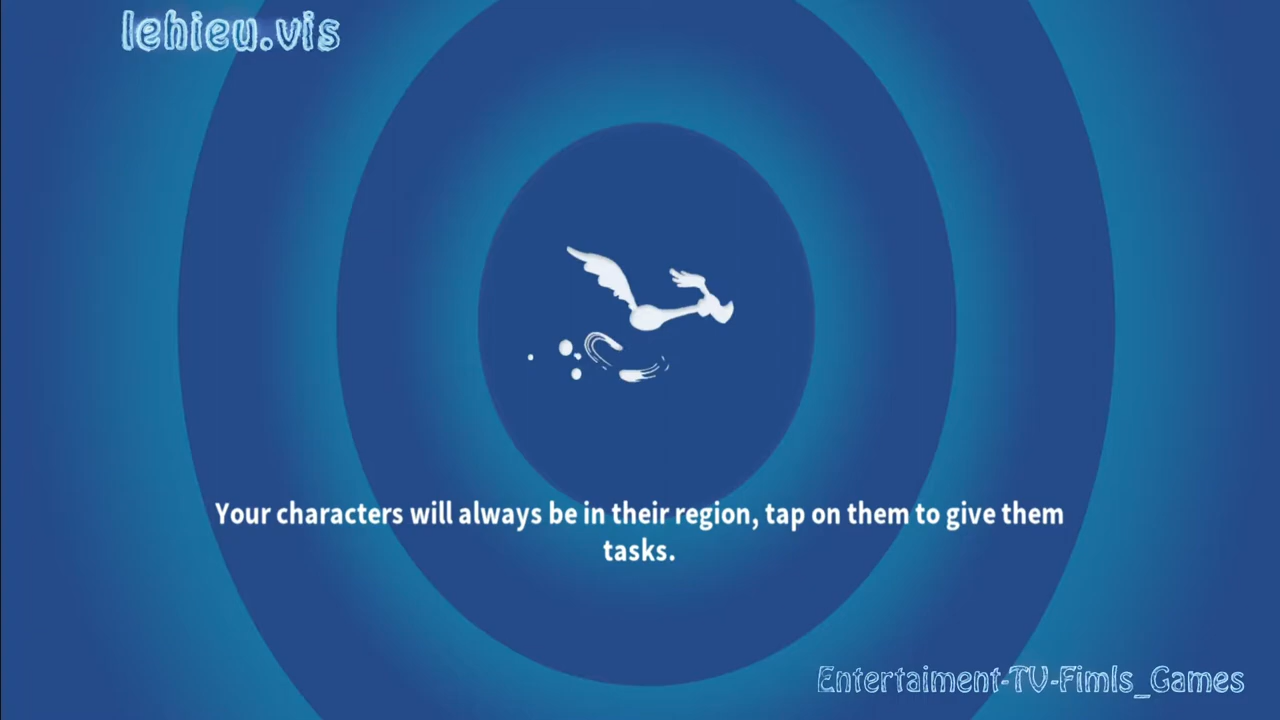 lehieu.vis
Your characters will always be in their region, tap on them to give them
tasks.
Entertaiment-TV-Fimls_Games